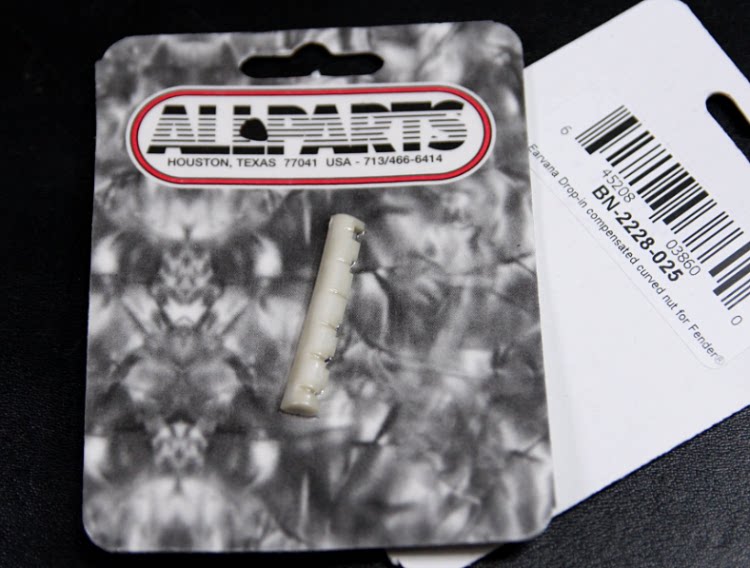 ALLPARTS
HOUSTON, TEXAS 77041 USA - 713/466-6414
6 45208 03860 0
BN-2228-025
Earvana Drop-in compensated curved nut for Fender®